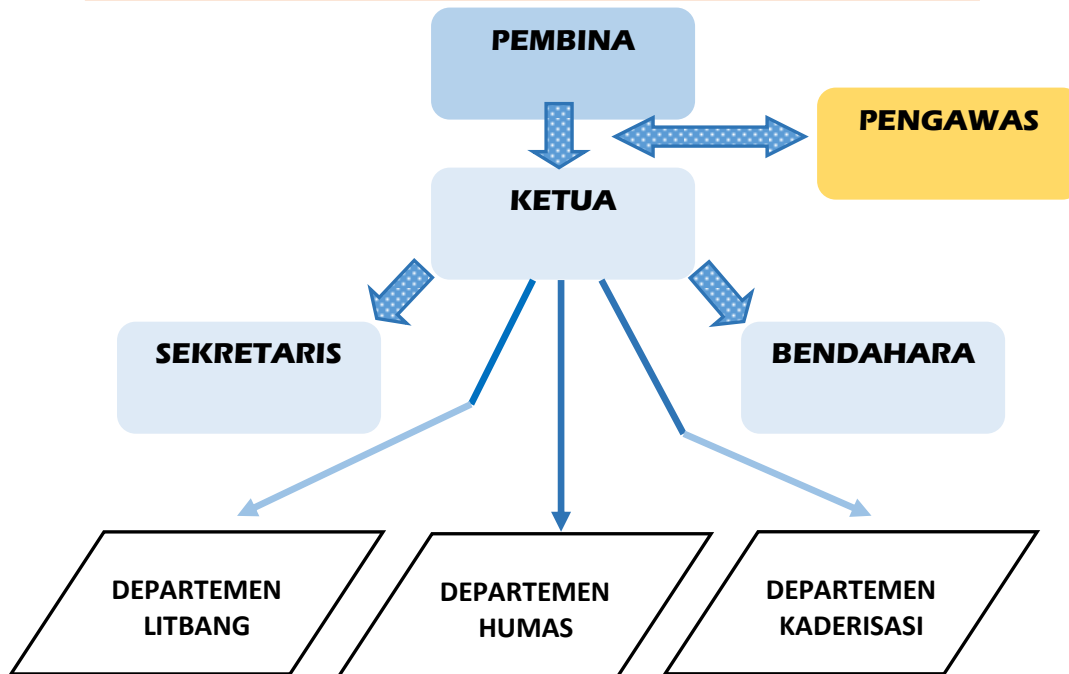 PEMBINA
PENGAWAS
KETUA
SEKRETARIS
BENDAHARA
DEPARTEMEN
LITBANG
DEPARTEMEN
HUMAS
DEPARTEMEN
KADERISASI